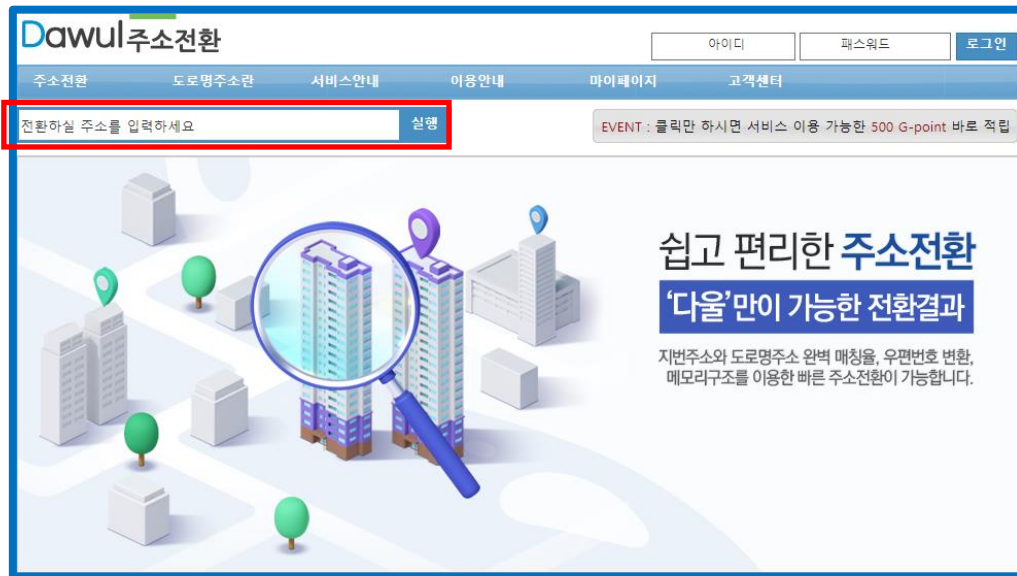 Dawul주소전환
아이디 패스워드 로그인
주소전환 도로명주소란 서비스안내 이용안내 마이페이지 고객센터
전환하실 주소를 입력하세요 실행
EVENT : 클릭만 하시면 서비스 이용 가능한 500 G-point 바로 적립
쉽고 편리한 주소전환
‘다울’만이 가능한 전환결과
지번주소와 도로명주소 완벽 매칭율, 우편번호 변환,
메모리구조를 이용한 빠른 주소전환이 가능합니다.